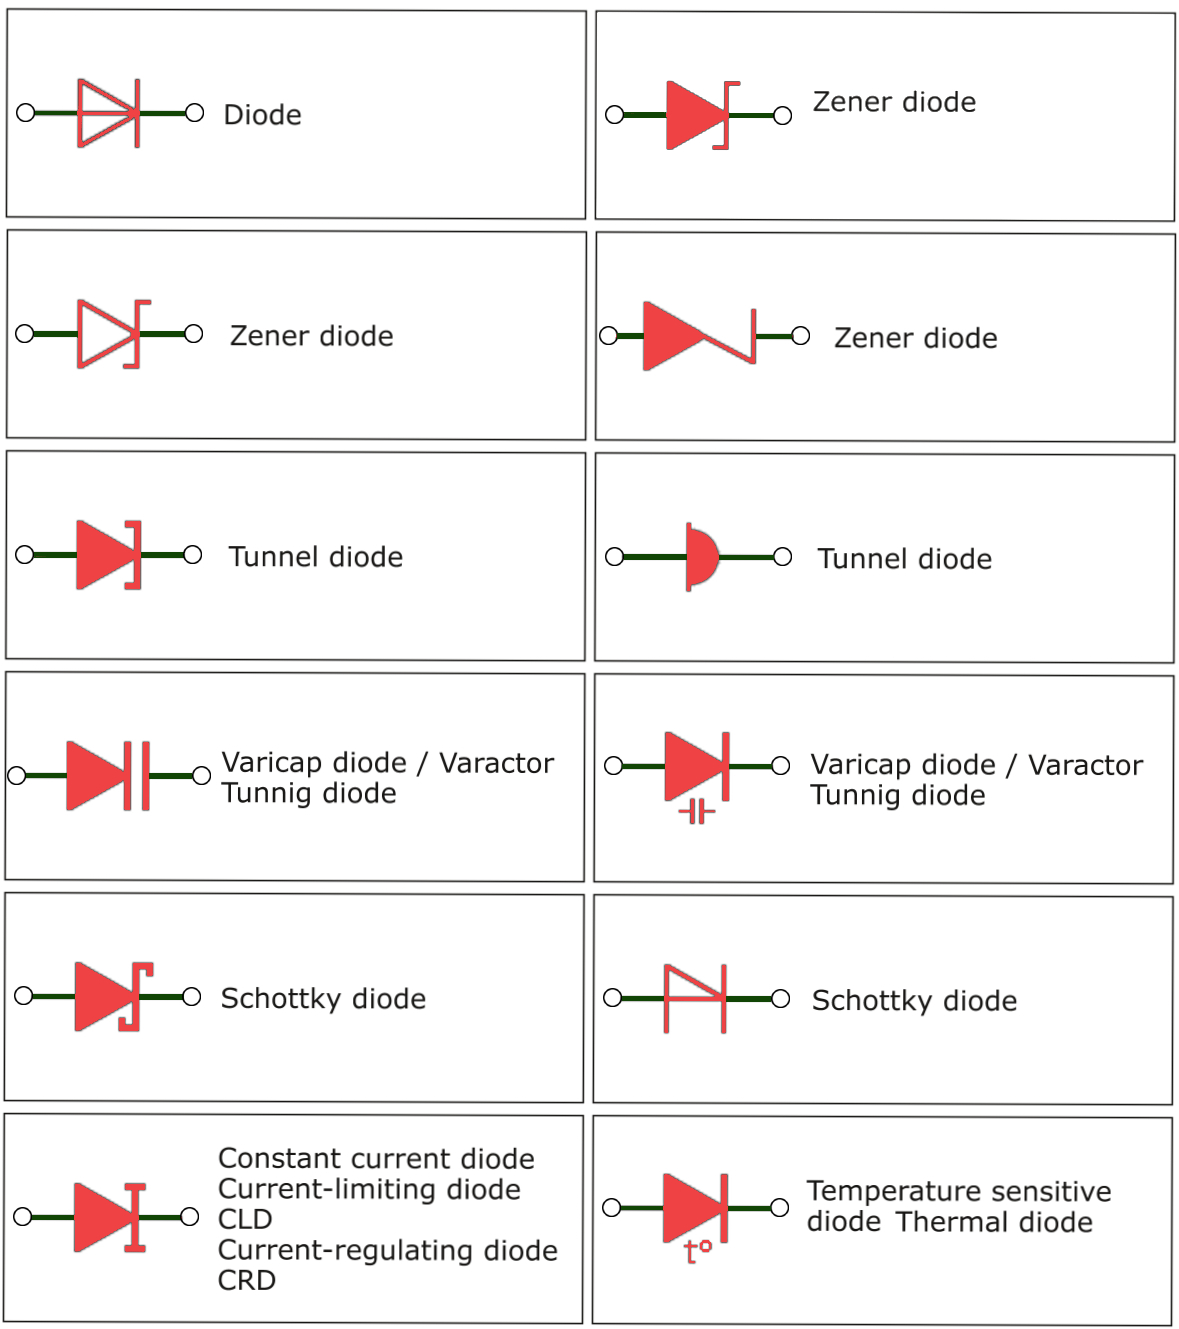 Diode
Zener diode
Zener diode
Zener diode
Tunnel diode
Tunnel diode
Varicap diode / Varactor
Tunnig diode
Varicap diode / Varactor
Tunnig diode
Schottky diode
Schottky diode
Constant current diode
Current-limiting diode
CLD
Current-regulating diode
CRD
Temperature sensitive
diode Thermal diode
t°